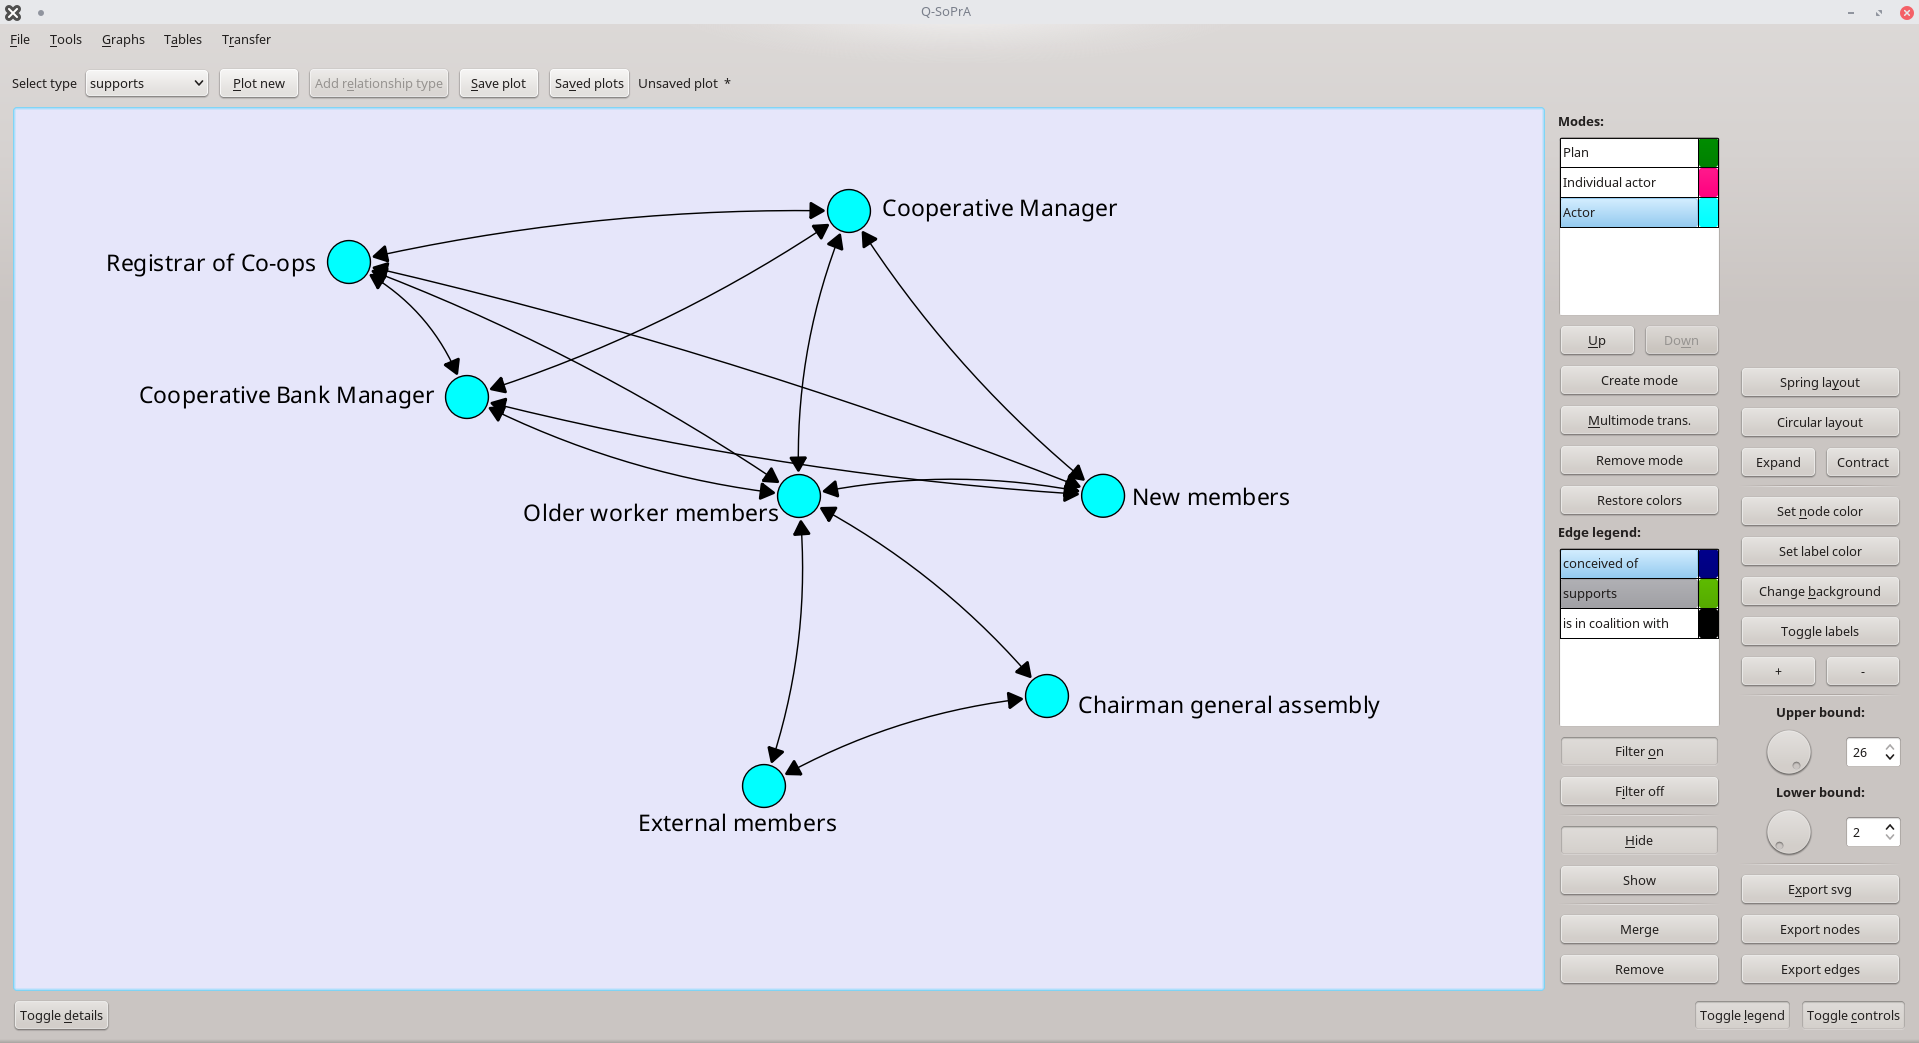 Q-SoPrA
File Tools Graphs Tables Transfer
Select type supports Plot new Add relationship type Save plot Saved plots Unsaved plot *
Cooperative Manager
Registrar of Co-ops
Cooperative Bank Manager
Older worker members
New members
Chairman general assembly
External members
Modes:
Plan
Individual actor
Actor
Up Down
Create mode
Multimode trans.
Remove mode
Restore colors
Edge legend:
conceived of
supports
is in coalition with
Filter on
Filter off
Hide
Show
Merge
Remove
Spring layout
Circular layout
Expand Contract
Set node color
Set label color
Change background
Toggle labels
+ -
Upper bound:
26
Lower bound:
2
Export svg
Export nodes
Export edges
Toggle details Toggle legend Toggle controls